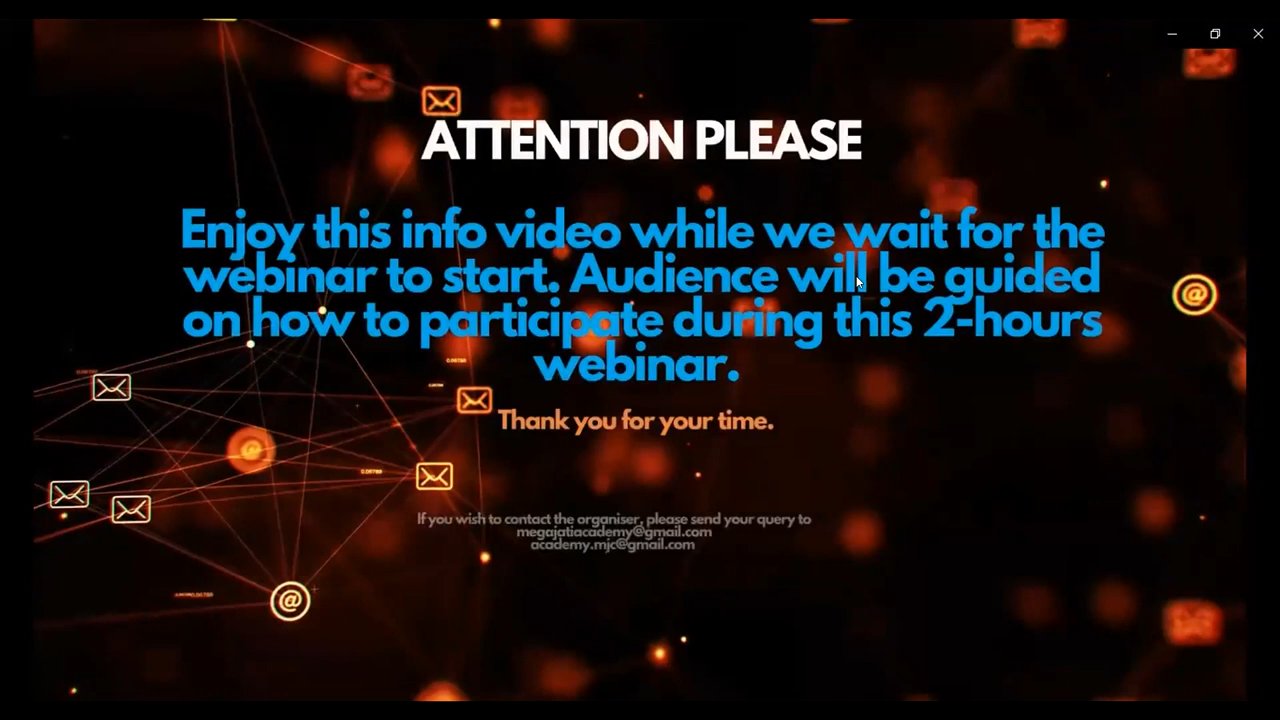 ATTENTION PLEASE
Enjoy this info video while we wait for the
webinar to start. Audience will be guided
on how to participate during this 2-hours
webinar.
Thank you for your time.
If you wish to contact the organiser, please send your query to
megajatiacademy@gmail.com
academy.mjc@gmail.com